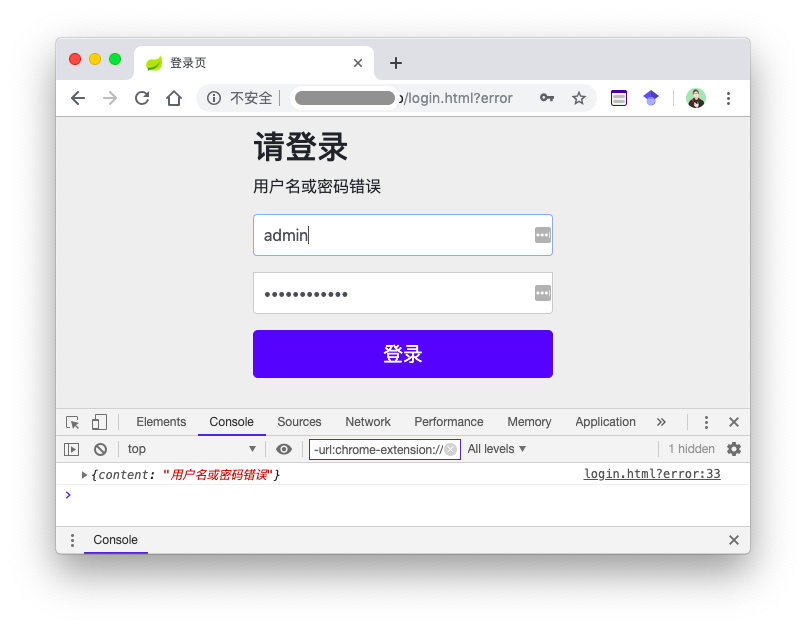 登录页
不安全 /login.html?error
请登录
用户名或密码错误
admin
••••••••••••
登录
Elements Console Sources Network Performance Memory Application »
top -url:chrome-extension:// All levels 1 hidden
{content: "用户名或密码错误"} login.html?error:33
Console